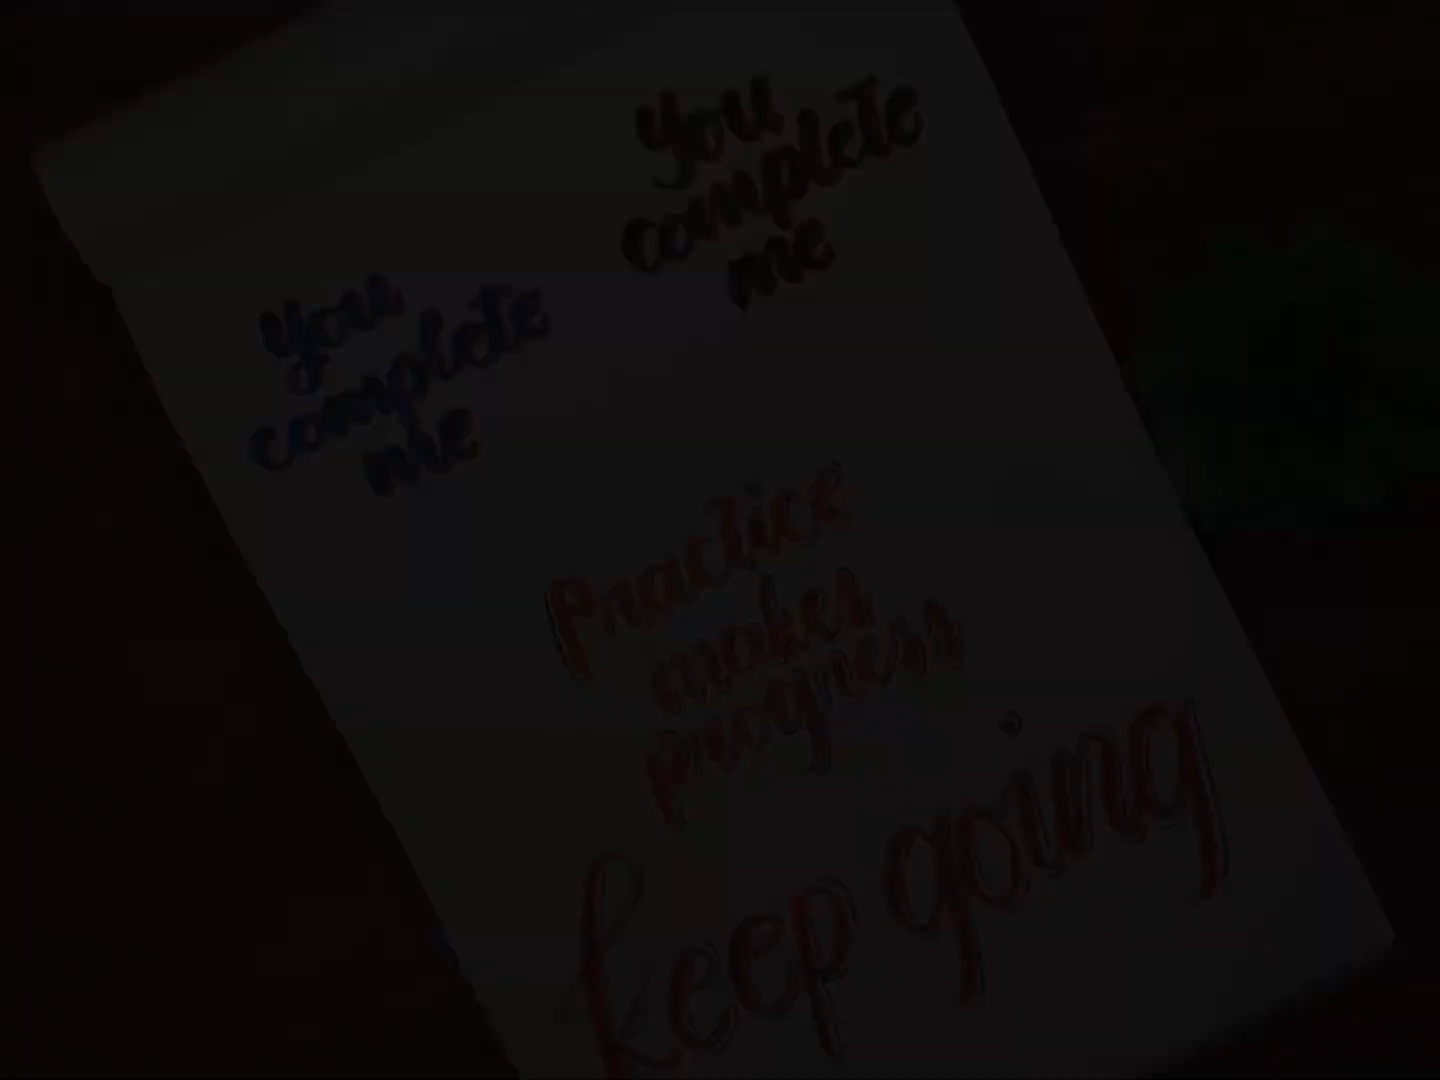 you
complete
me
you
complete
me
practice
makes
progress
keep going